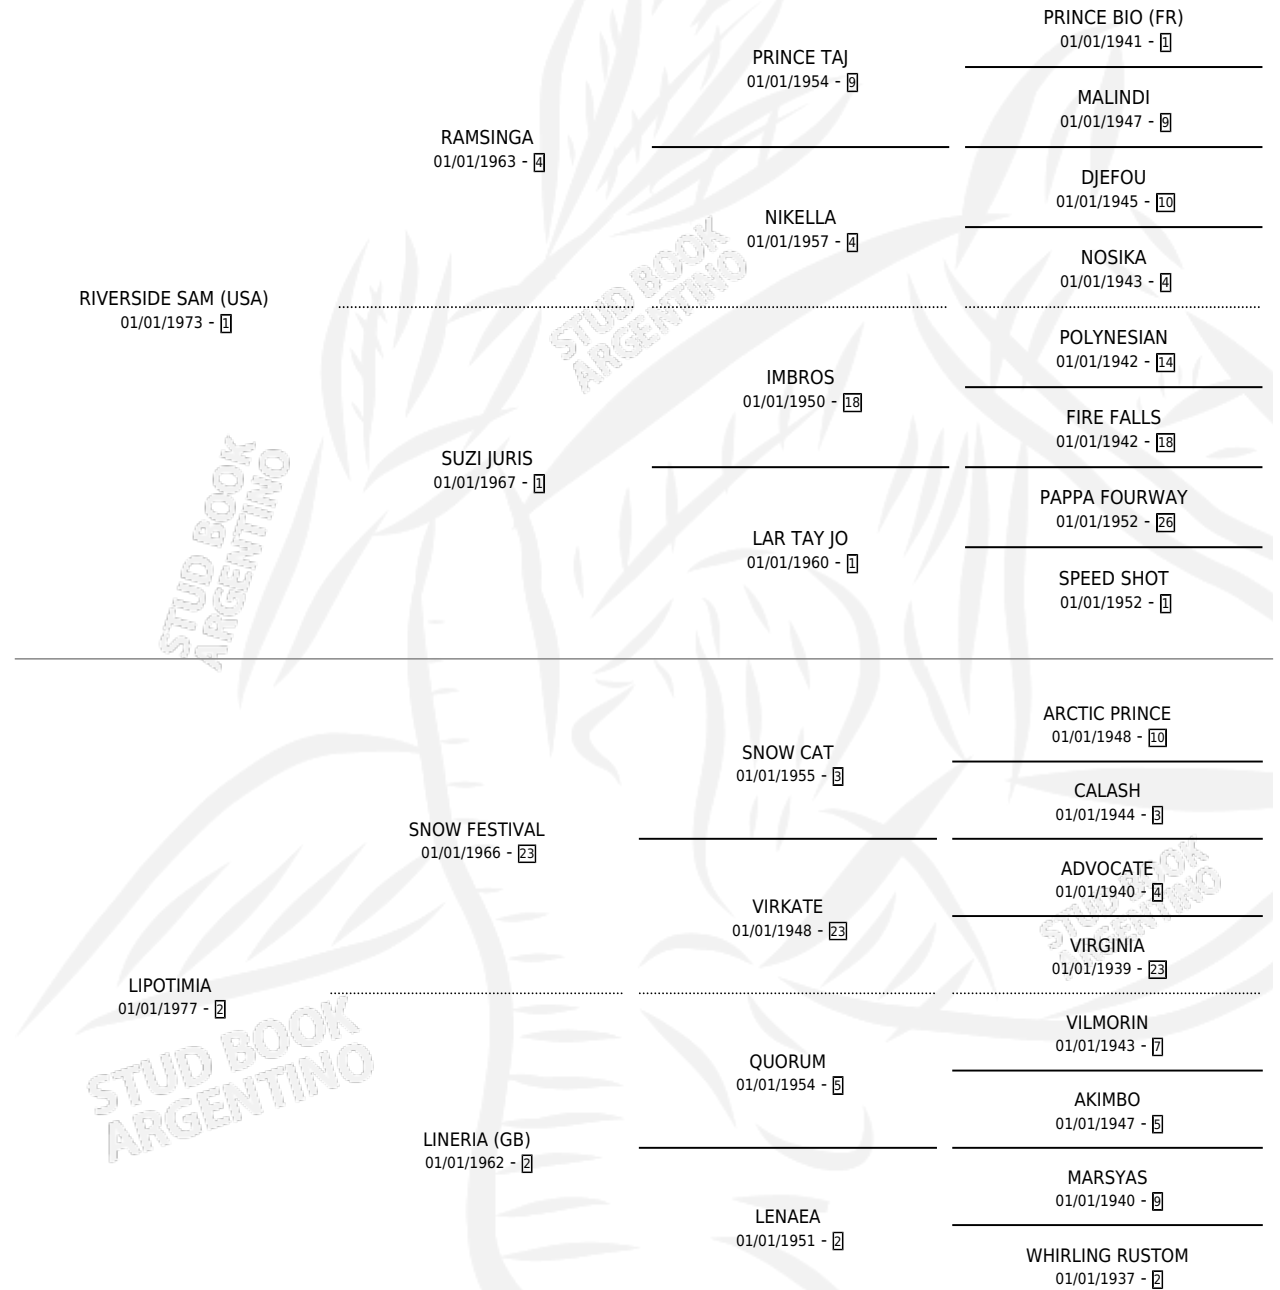 PRINCE BIO (FR)
01/01/1941 - 1
PRINCE TAJ
01/01/1954 - 9
MALINDI
01/01/1947 - 9
RAMSINGA
01/01/1963 - 4
DJEFOU
01/01/1945 - 10
NIKELLA
01/01/1957 - 4
NOSIKA
01/01/1943 - 4
RIVERSIDE SAM (USA)
01/01/1973 - 1
POLYNESIAN
01/01/1942 - 14
IMBROS
01/01/1950 - 18
FIRE FALLS
01/01/1942 - 18
SUZI JURIS
01/01/1967 - 1
PAPPA FOURWAY
01/01/1952 - 26
LAR TAY JO
01/01/1960 - 1
SPEED SHOT
01/01/1952 - 1
STUD BOOK
ARGENTINO
STUD BOOK
ARGENTINO
ARCTIC PRINCE
01/01/1948 - 10
SNOW CAT
01/01/1955 - 3
CALASH
01/01/1944 - 3
SNOW FESTIVAL
01/01/1966 - 23
ADVOCATE
01/01/1940 - 4
VIRKATE
01/01/1948 - 23
VIRGINIA
01/01/1939 - 23
LIPOTIMIA
01/01/1977 - 2
VILMORIN
01/01/1943 - 7
QUORUM
01/01/1954 - 5
AKIMBO
01/01/1947 - 5
LINERIA (GB)
01/01/1962 - 2
MARSYAS
01/01/1940 - 9
LENAEA
01/01/1951 - 2
WHIRLING RUSTOM
01/01/1937 - 2
STUD BOOK
ARGENTINO
STUD BOOK
ARGENTINO